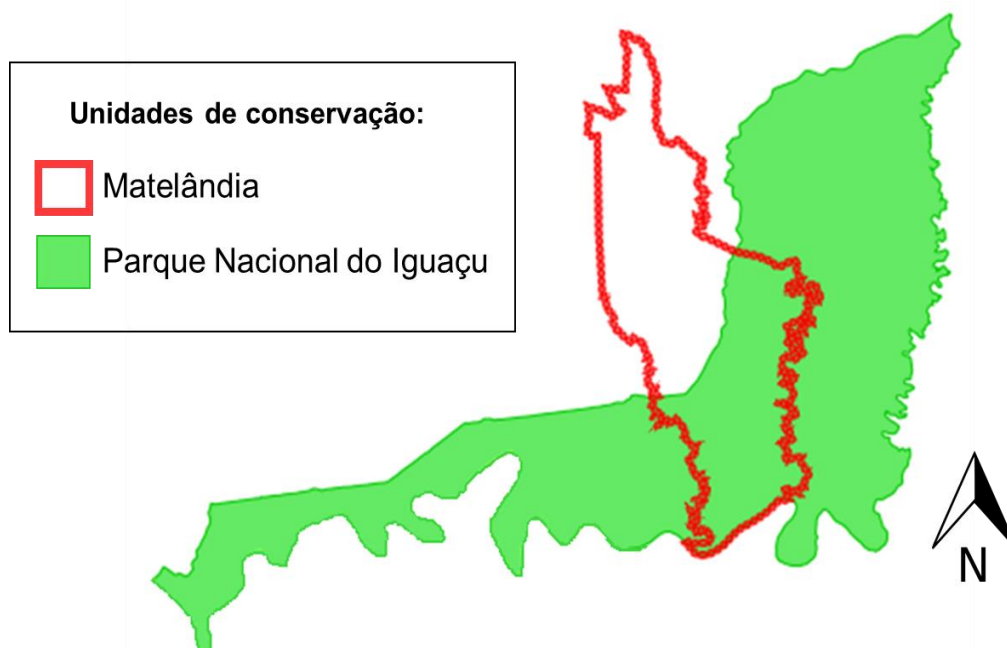 Unidades de conservação:
Matelândia
Parque Nacional do Iguaçu
N